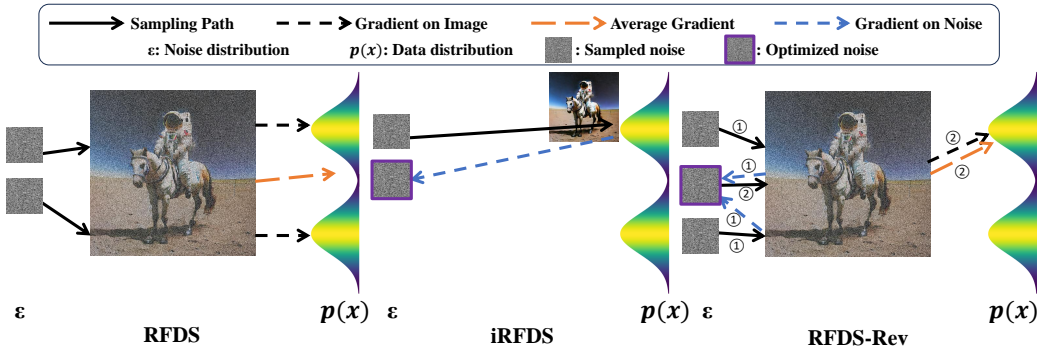 Sampling Path Gradient on Image Average Gradient Gradient on Noise
ε: Noise distribution p(x): Data distribution : Sampled noise : Optimized noise
① ② ① ② ② ① ①
ε p(x) ε p(x) ε p(x)
RFDS iRFDS RFDS-Rev